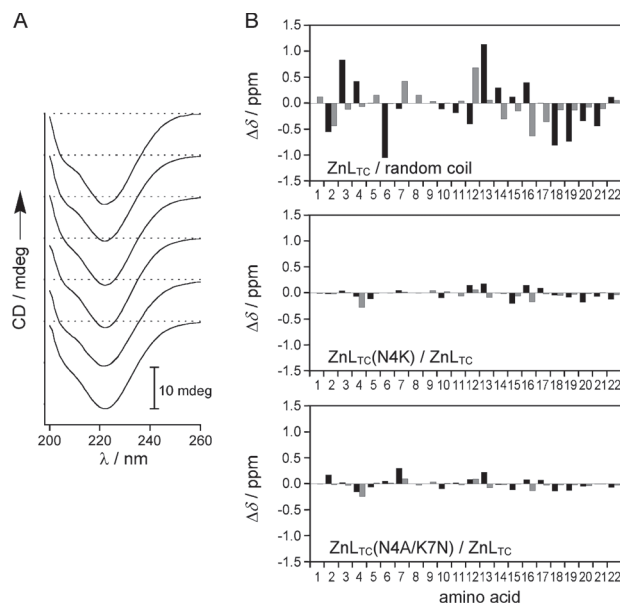 A
CD / mdeg
10 mdeg
200 220 240 260
λ / nm
B
Δδ / ppm
1.5
1.0
0.5
0.0
-0.5
-1.0
-1.5
ZnLTC / random coil
1 2 3 4 5 6 7 8 9 10 11 12 13 14 15 16 17 18 19 20 21 22
Δδ / ppm
1.5
1.0
0.5
0.0
-0.5
-1.0
-1.5
ZnLTC(N4K) / ZnLTC
1 2 3 4 5 6 7 8 9 10 11 12 13 14 15 16 17 18 19 20 21 22
Δδ / ppm
1.5
1.0
0.5
0.0
-0.5
-1.0
-1.5
ZnLTC(N4A/K7N) / ZnLTC
1 2 3 4 5 6 7 8 9 10 11 12 13 14 15 16 17 18 19 20 21 22
amino acid